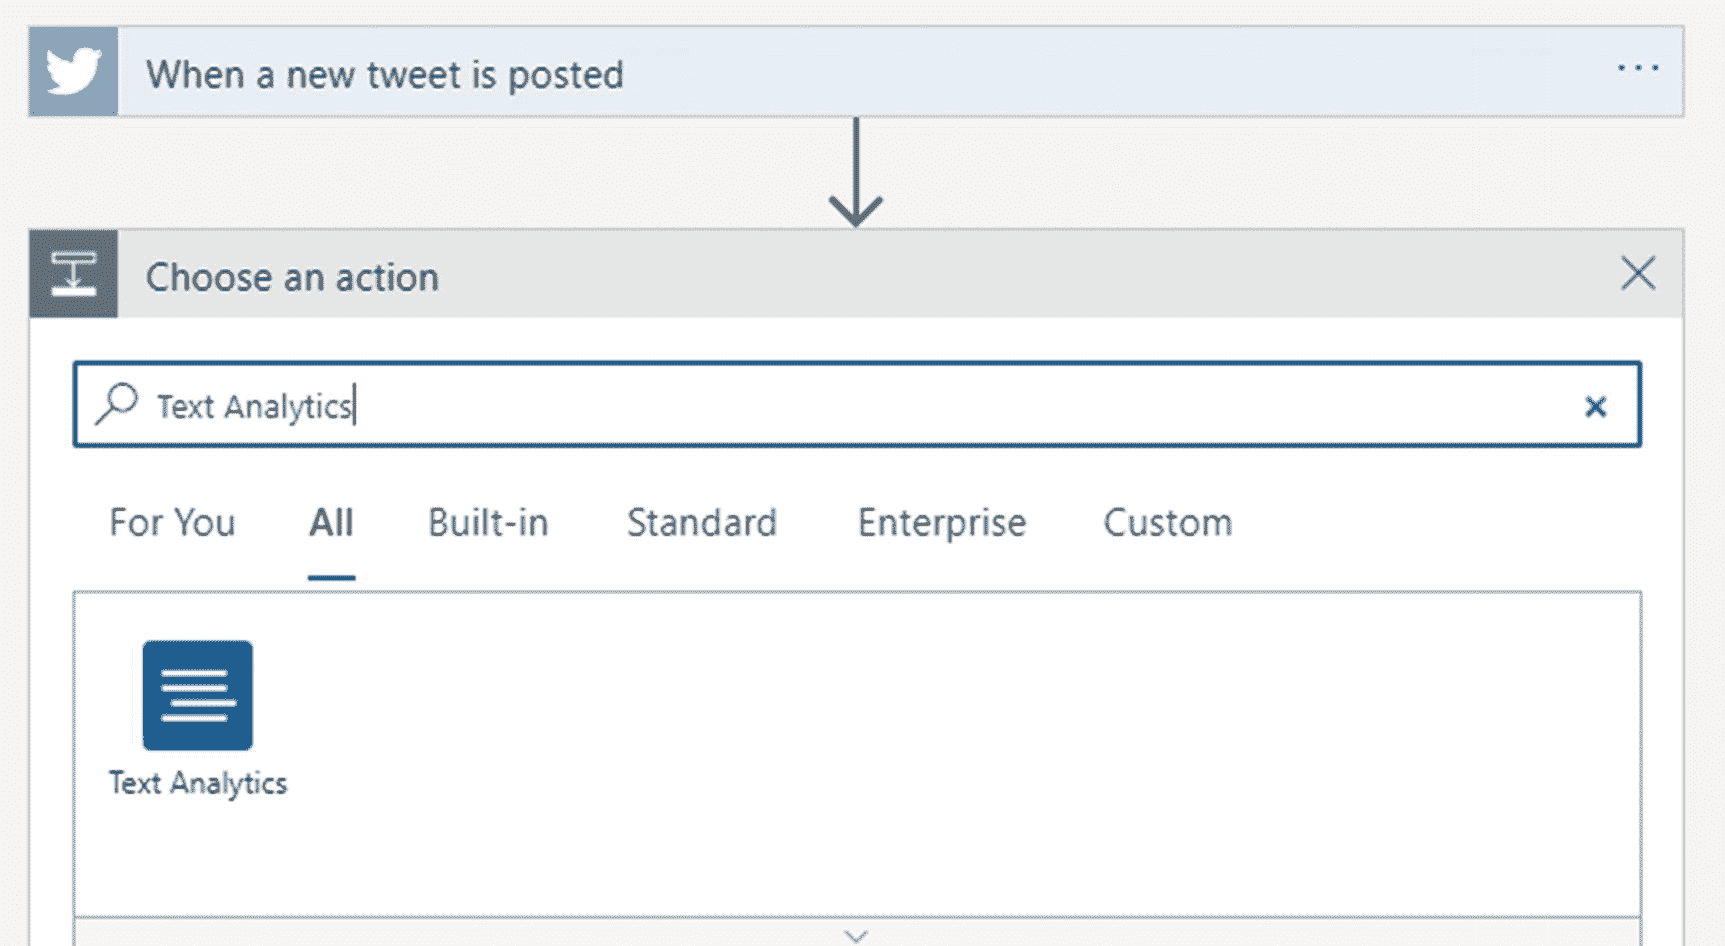 When a new tweet is posted
Choose an action
Text Analytics
For You All Built-in Standard Enterprise Custom
Text Analytics